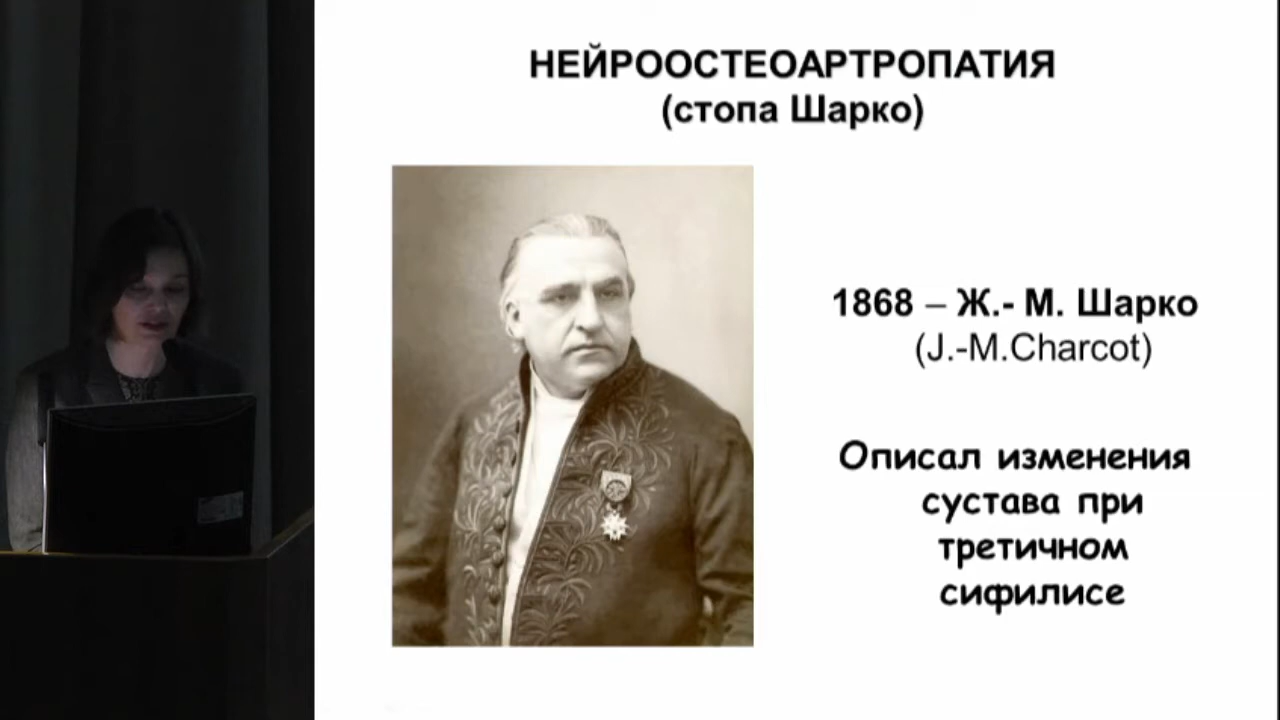 НЕЙРООСТЕОАРТРОПАТИЯ
(стопа Шарко)
1868 – Ж.- М. Шарко
(J.-M.Charcot)
Описал изменения
сустава при
третичном
сифилисе